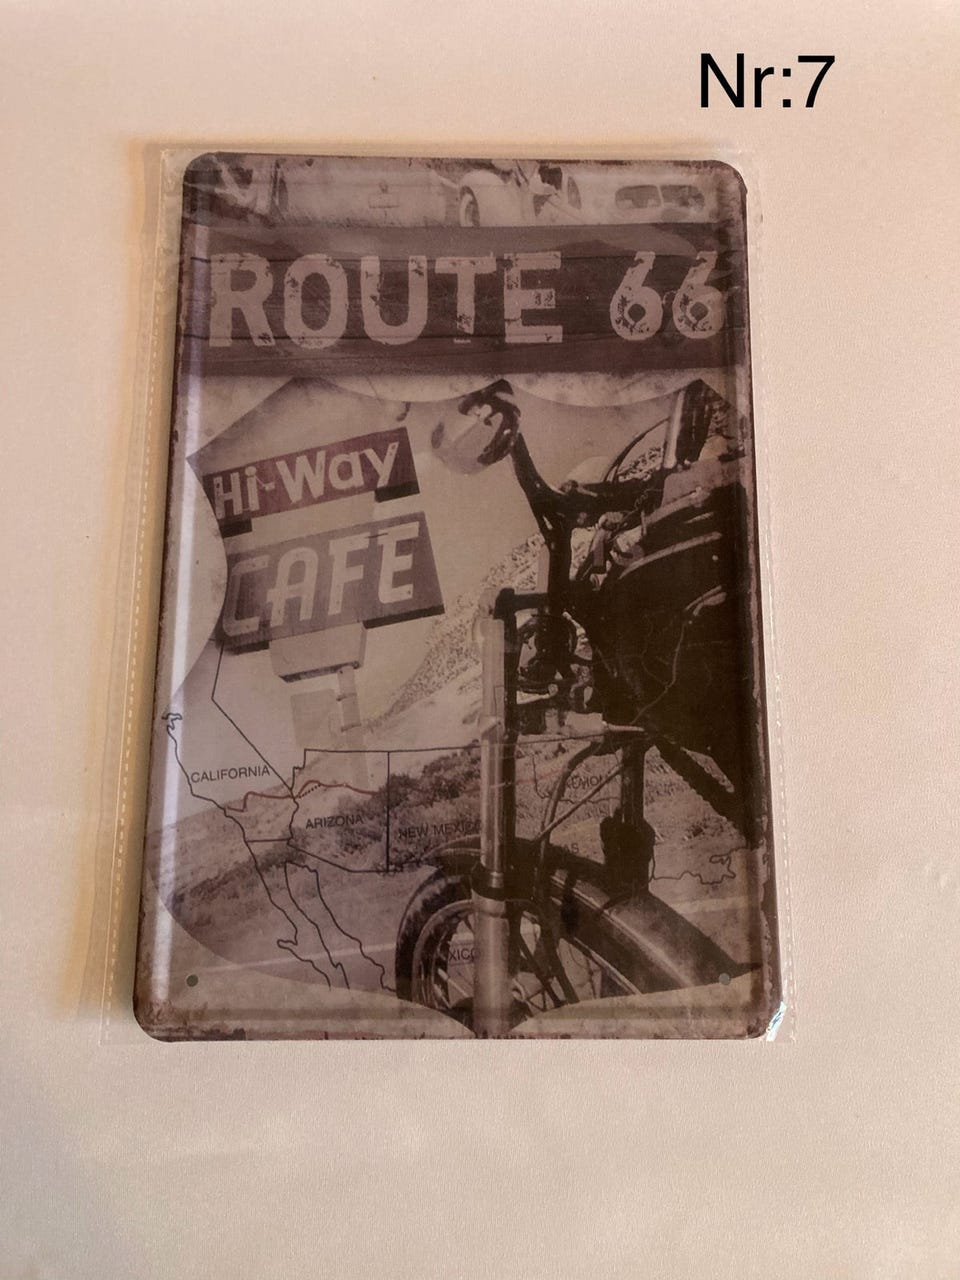 Nr:7
ROUTE 66
Hi-Way
CAFE
CALIFORNIA
ARIZONA
NEW MEXICO